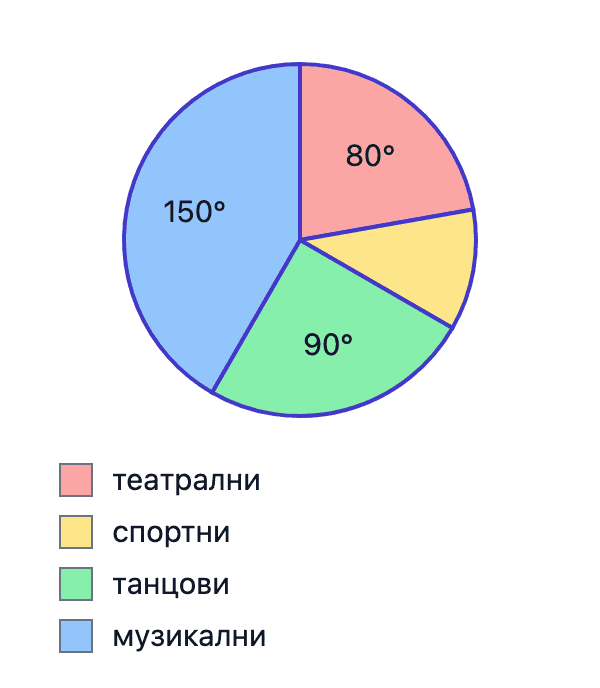 80°
150°
90°
театрални
спортни
танцови
музикални